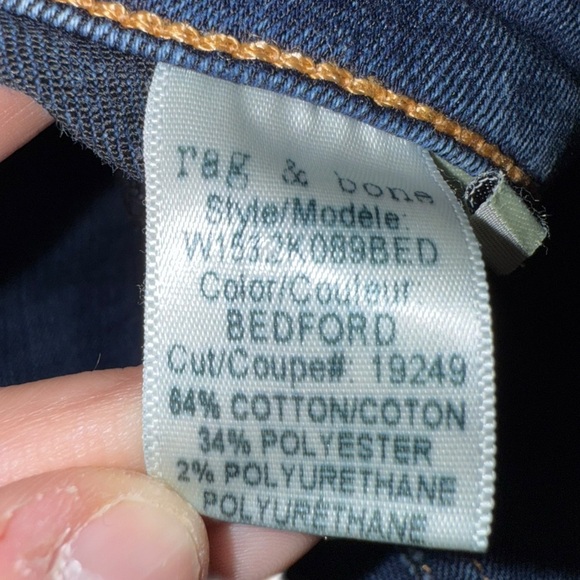 rag & bone
Style/Modèle:
W1532K089BED
Color/Couleur
BEDFORD
Cut/Coupe#: 19249
64% COTTON/COTON
34% POLYESTER
2% POLYURETHANE
POLYURÉTHANE